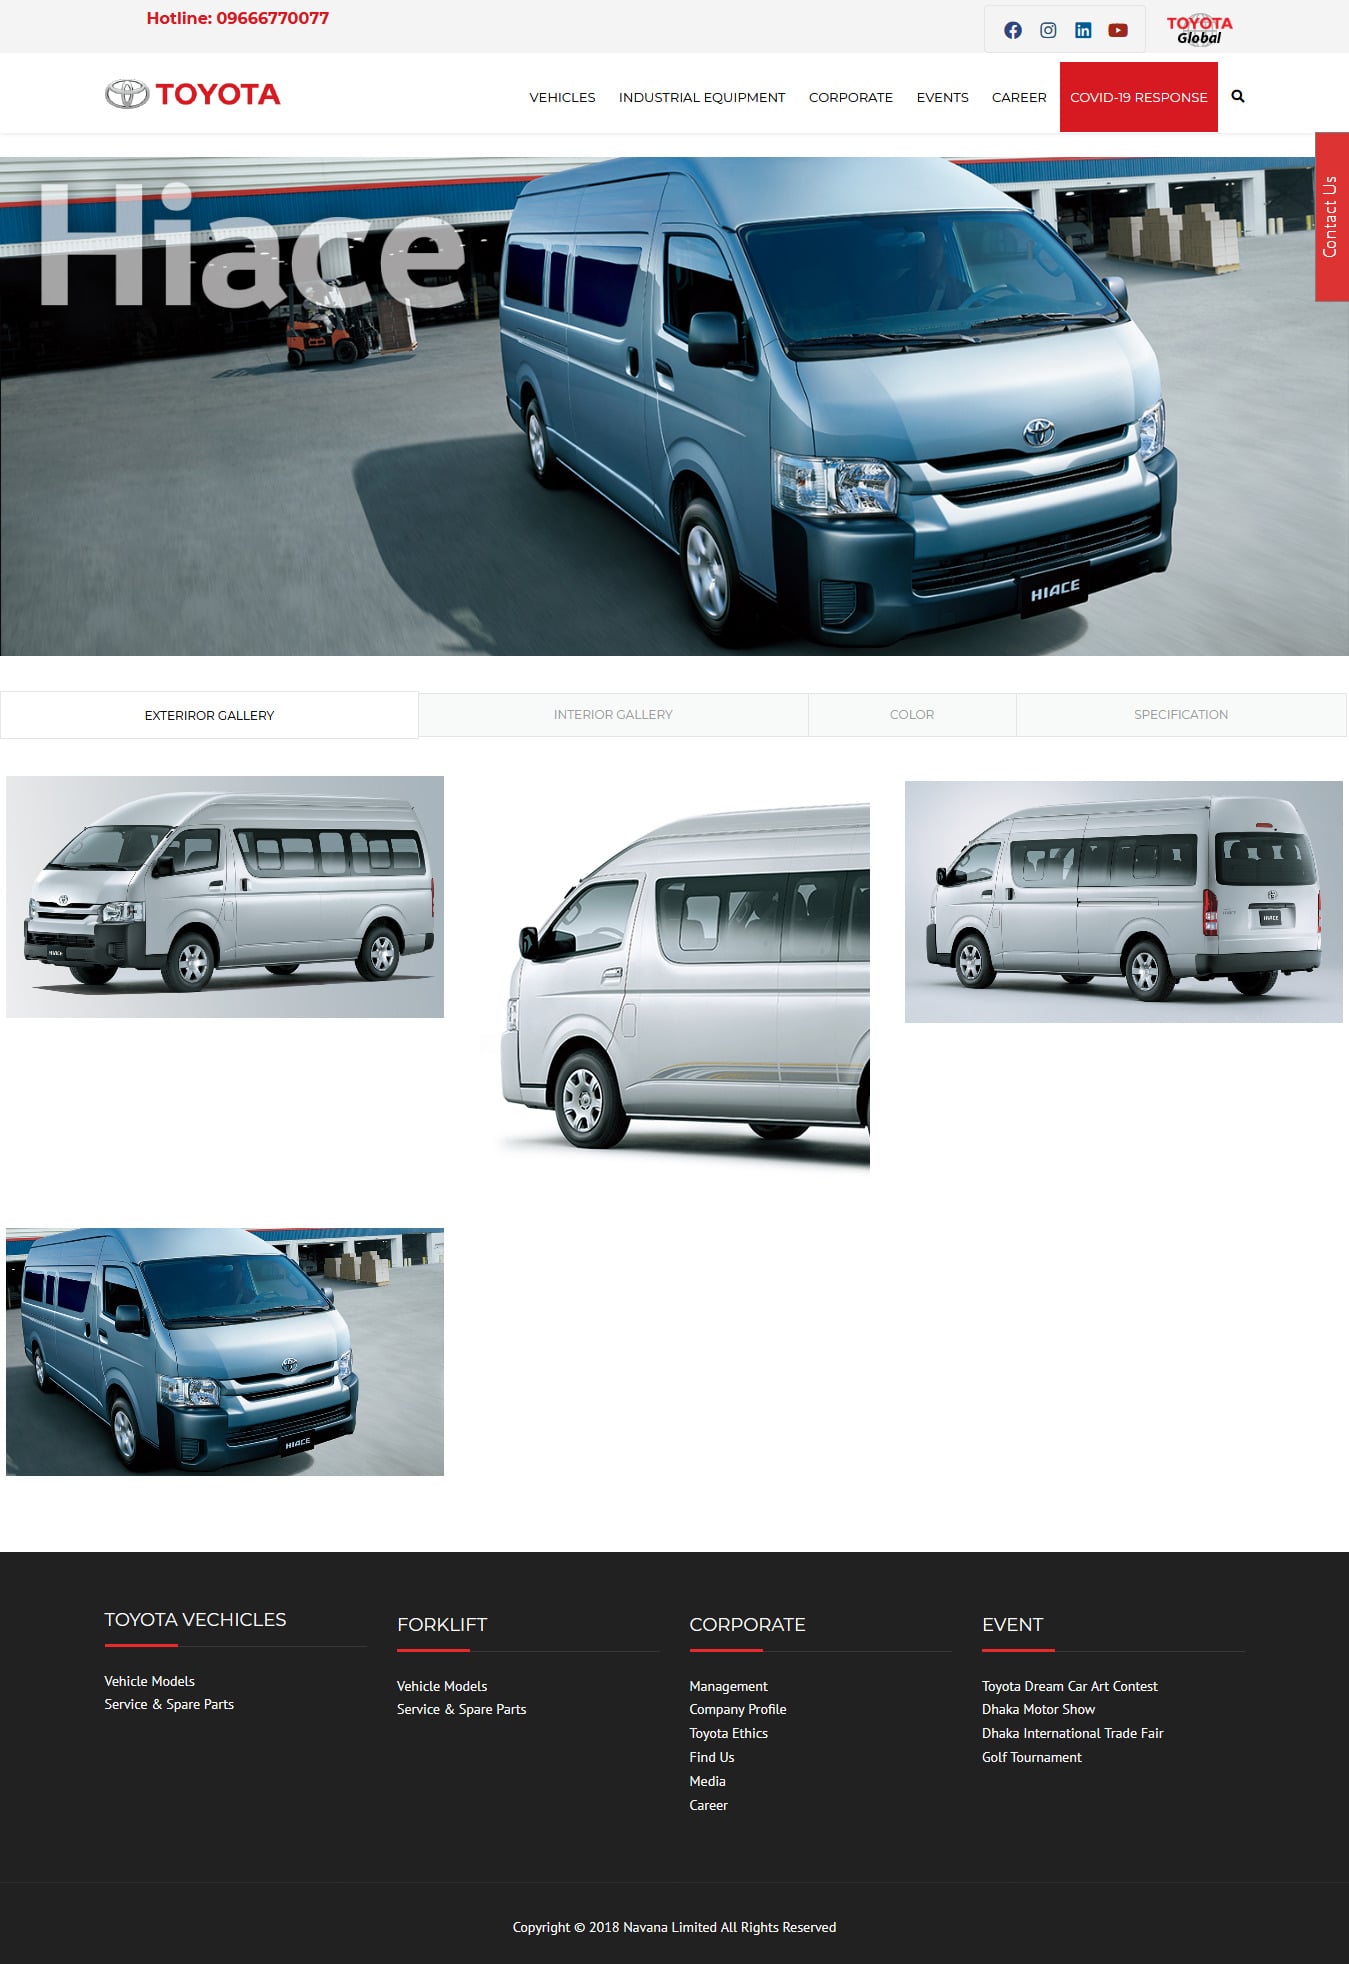 Hotline: 09666770077
TOYOTA
Global
TOYOTA
VEHICLES
INDUSTRIAL EQUIPMENT
CORPORATE
EVENTS
CAREER
COVID-19 RESPONSE
Contact Us
Hiace
HIACE
EXTERIROR GALLERY
INTERIOR GALLERY
COLOR
SPECIFICATION
HIACE
HIACE
HIACE
TOYOTA VECHICLES
Vehicle Models
Service & Spare Parts
FORKLIFT
Vehicle Models
Service & Spare Parts
CORPORATE
Management
Company Profile
Toyota Ethics
Find Us
Media
Career
EVENT
Toyota Dream Car Art Contest
Dhaka Motor Show
Dhaka International Trade Fair
Golf Tournament
Copyright © 2018 Navana Limited All Rights Reserved